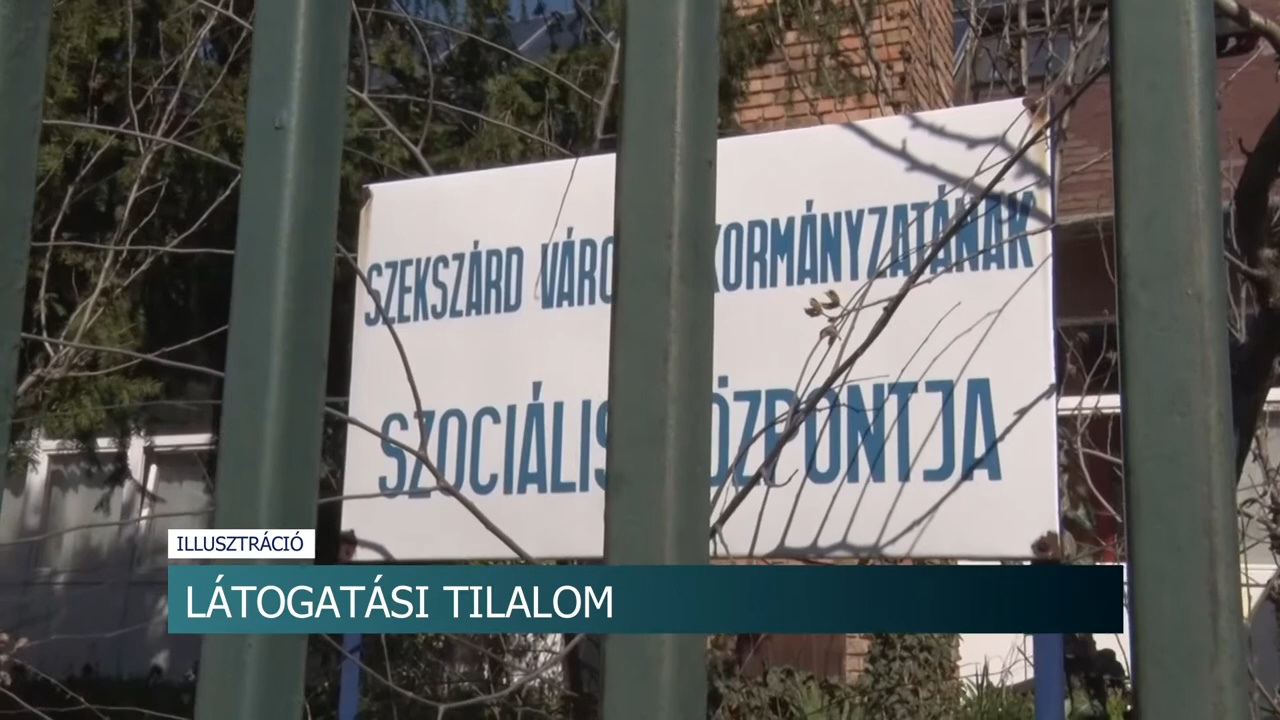 SZEKSZÁRD VÁRO KORMÁNYZATÁNAK
SZOCIÁLIS ÖZPONTJA
ILLUSZTRÁCIÓ
LÁTOGATÁSI TILALOM